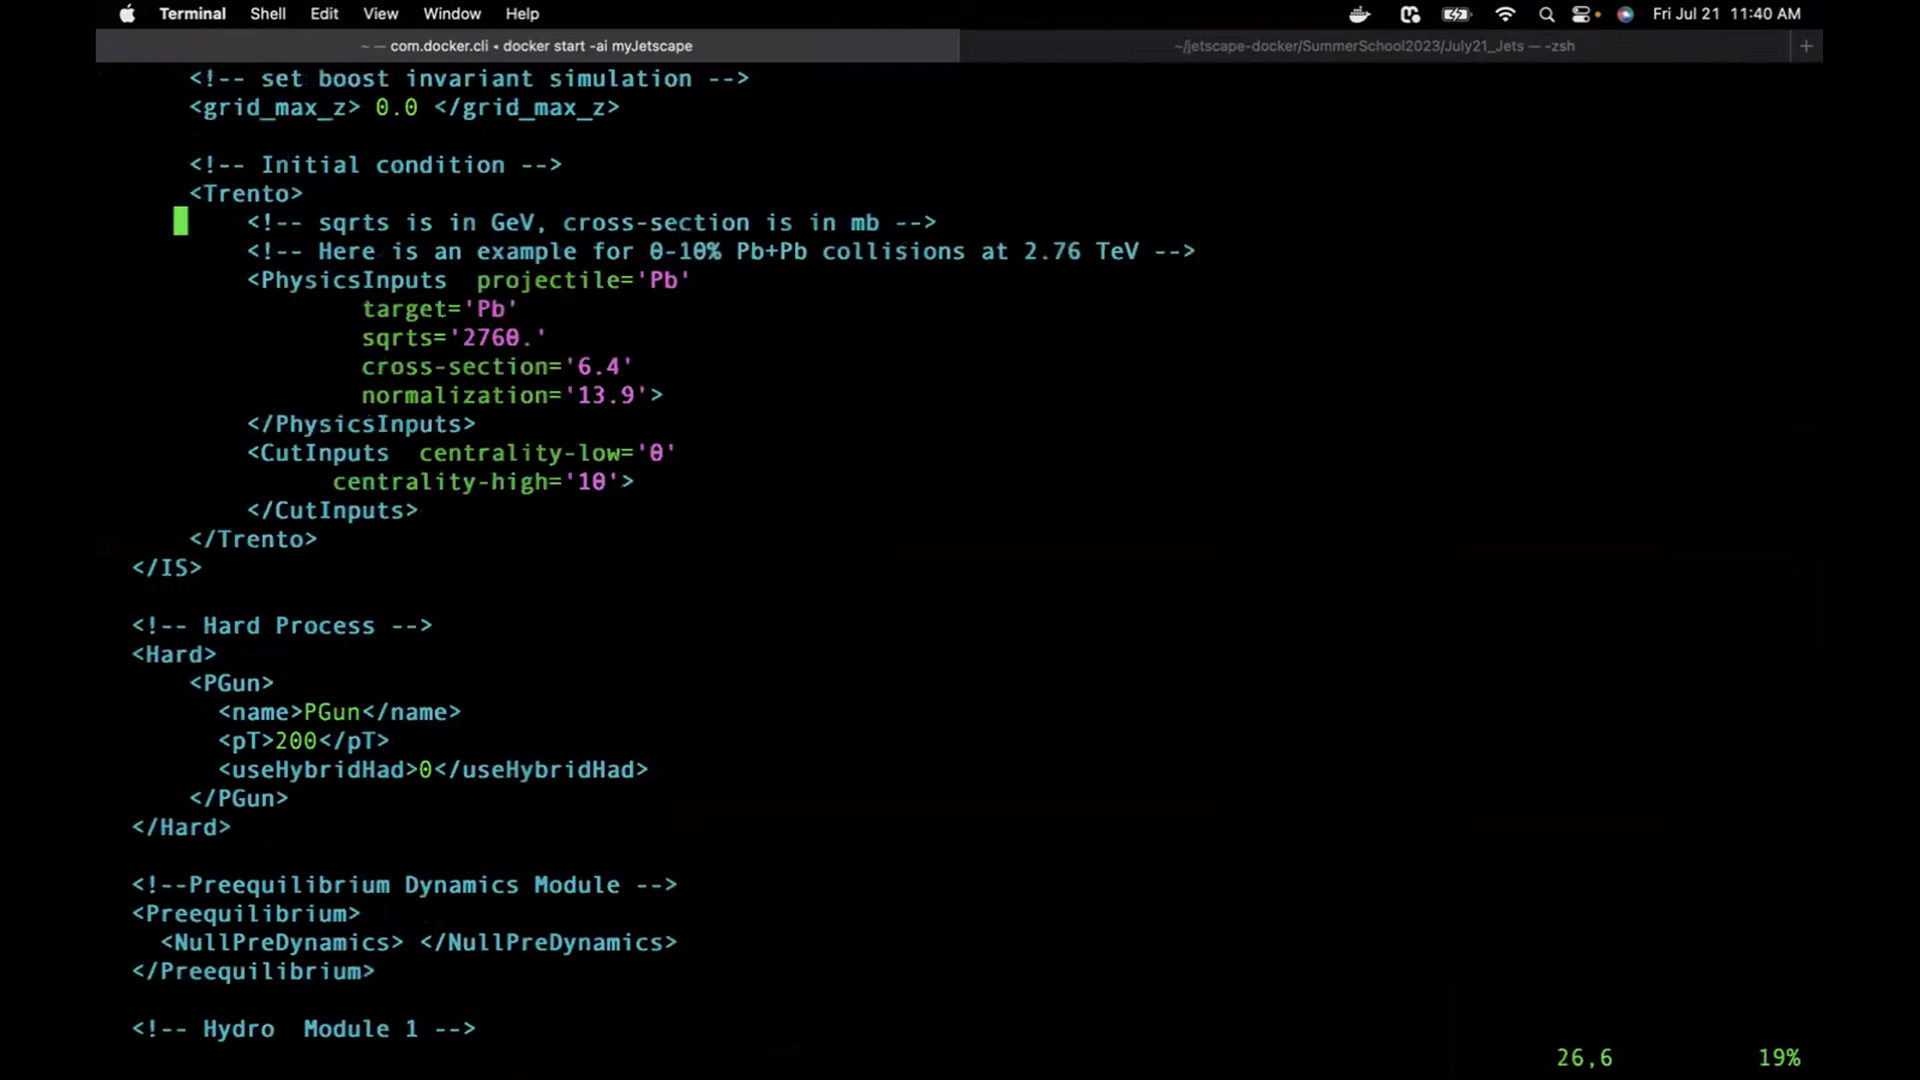 Terminal Shell Edit View Window Help Fri Jul 21 11:40 AM
~ — com.docker.cli ◂ docker start -ai myJetscape ~/jetscape-docker/SummerSchool2023/July21_Jets — -zsh +
<!-- set boost invariant simulation -->
<grid_max_z> 0.0 </grid_max_z>
<!-- Initial condition -->
<Trento>
<!-- sqrts is in GeV, cross-section is in mb -->
<!-- Here is an example for 0-10% Pb+Pb collisions at 2.76 TeV -->
<PhysicsInputs  projectile='Pb'
target='Pb'
sqrts='2760.'
cross-section='6.4'
normalization='13.9'>
</PhysicsInputs>
<CutInputs  centrality-low='0'
centrality-high='10'>
</CutInputs>
</Trento>
</IS>
<!-- Hard Process -->
<Hard>
<PGun>
<name>PGun</name>
<pT>200</pT>
<useHybridHad>0</useHybridHad>
</PGun>
</Hard>
<!--Preequilibrium Dynamics Module -->
<Preequilibrium>
<NullPreDynamics> </NullPreDynamics>
</Preequilibrium>
<!-- Hydro  Module 1 -->
26,6 19%